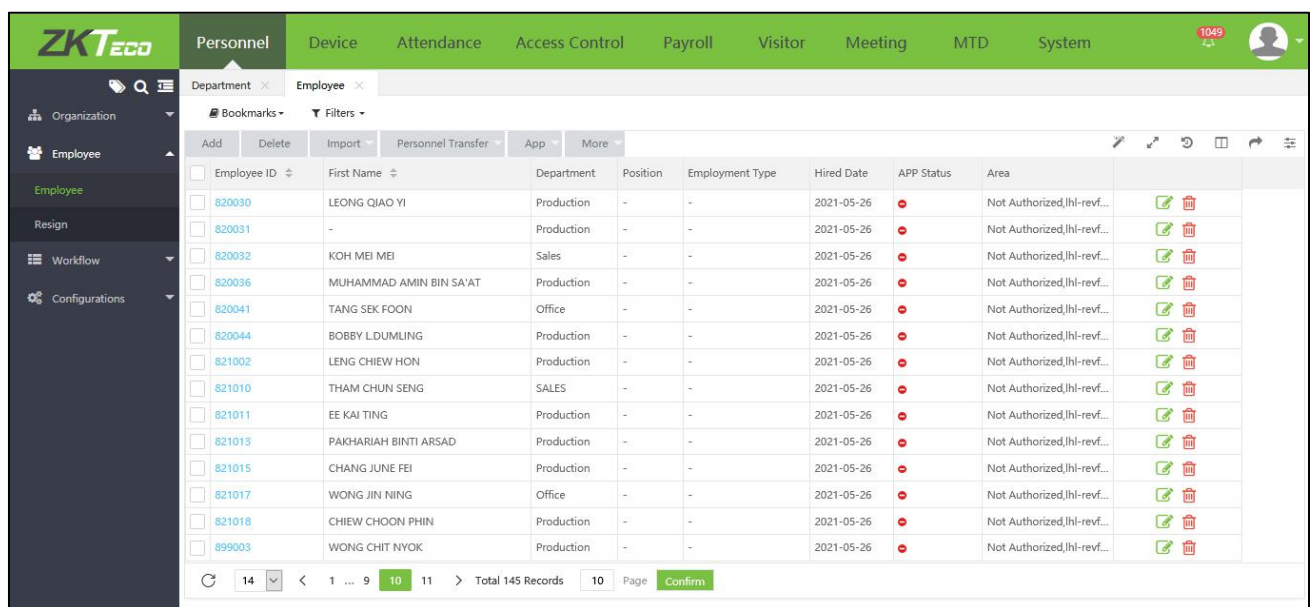 ZKTECO Personnel Device Attendance Access Control Payroll Visitor Meeting MTD System 1049
Department Employee
Bookmarks Filters
Organization
Employee
Employee
Resign
Workflow
Configurations
Add Delete Import Personnel Transfer App More
Employee ID First Name Department Position Employment Type Hired Date APP Status Area
820030 LEONG QIAO YI Production - - 2021-05-26 Not Authorized,lhl-revf...
820031 - Production - - 2021-05-26 Not Authorized,lhl-revf...
820032 KOH MEI MEI Sales - - 2021-05-26 Not Authorized,lhl-revf...
820036 MUHAMMAD AMIN BIN SA'AT Production - - 2021-05-26 Not Authorized,lhl-revf...
820041 TANG SEK FOON Office - - 2021-05-26 Not Authorized,lhl-revf...
820044 BOBBY L.DUMLING Production - - 2021-05-26 Not Authorized,lhl-revf...
821002 LENG CHIEW HON Production - - 2021-05-26 Not Authorized,lhl-revf...
821010 THAM CHUN SENG SALES - - 2021-05-26 Not Authorized,lhl-revf...
821011 EE KAI TING Production - - 2021-05-26 Not Authorized,lhl-revf...
821013 PAKHARIAH BINTI ARSAD Production - - 2021-05-26 Not Authorized,lhl-revf...
821015 CHANG JUNE FEI Production - - 2021-05-26 Not Authorized,lhl-revf...
821017 WONG JIN NING Office - - 2021-05-26 Not Authorized,lhl-revf...
821018 CHIEW CHOON PHIN Production - - 2021-05-26 Not Authorized,lhl-revf...
899003 WONG CHIT NYOK Production - - 2021-05-26 Not Authorized,lhl-revf...
14 < 1 ... 9 10 11 > Total 145 Records 10 Page Confirm